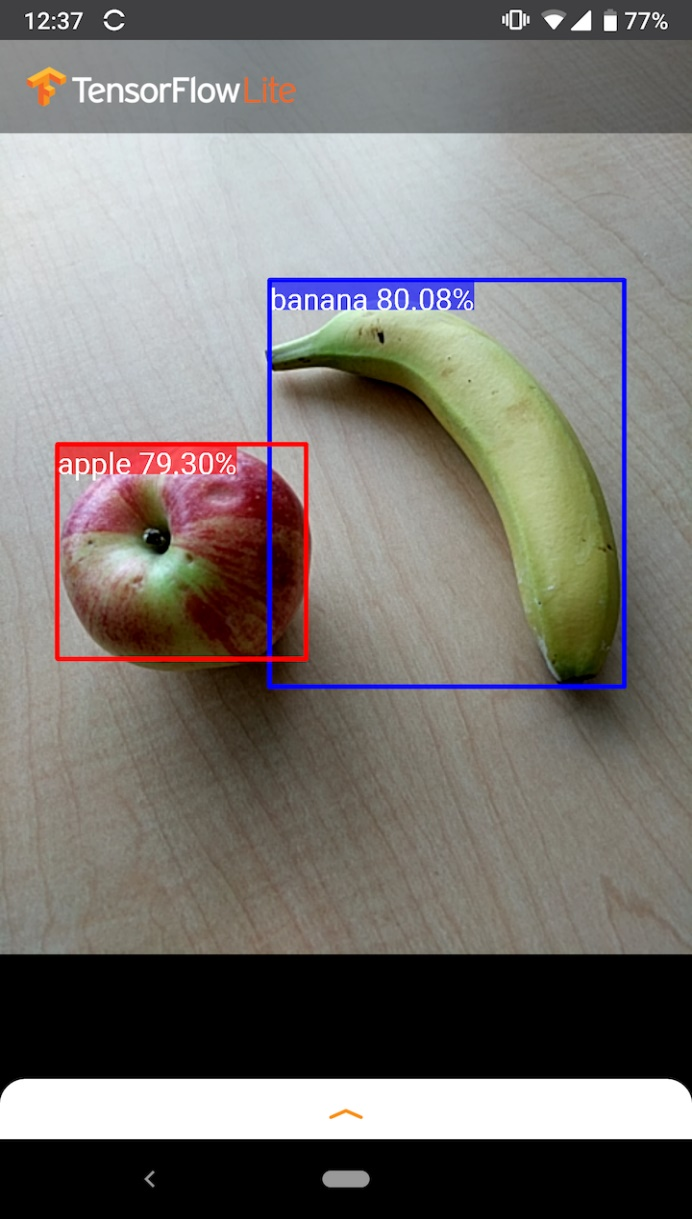 12:37 77%
TensorFlow Lite
banana 80.08%
apple 79.30%